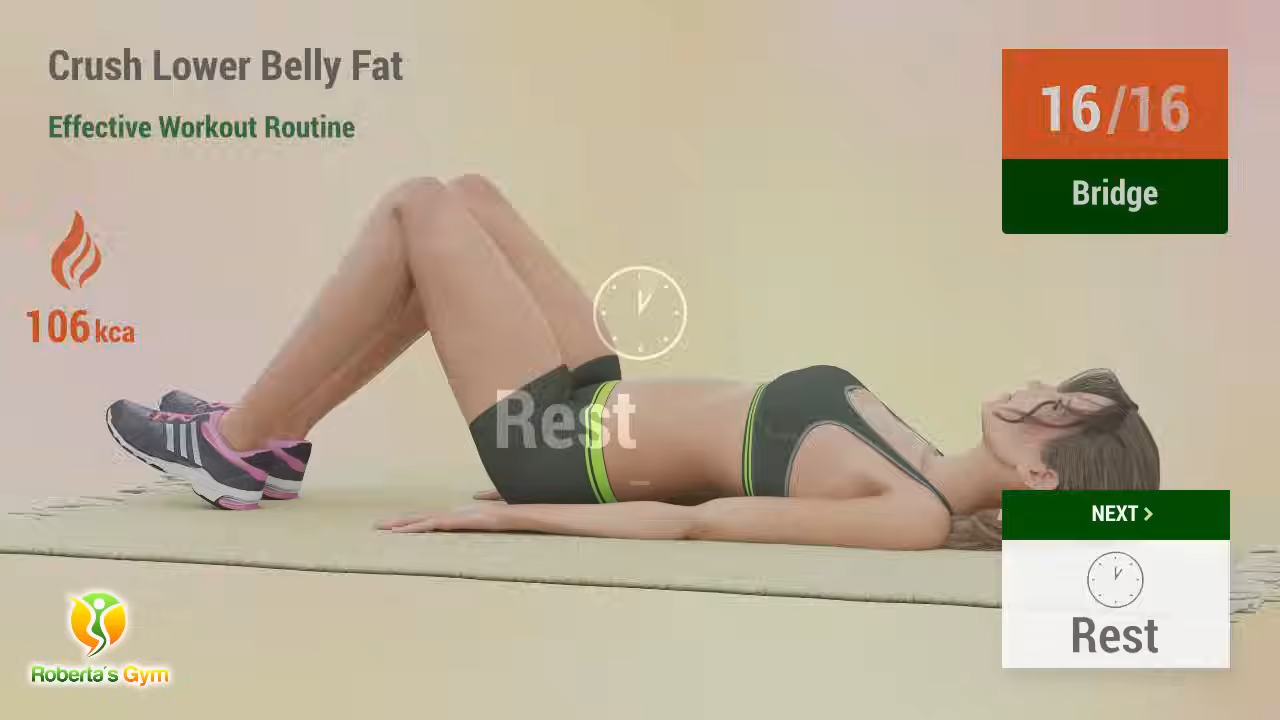 Crush Lower Belly Fat
Effective Workout Routine
16/16
Bridge
106 kca
Rest
NEXT >
Rest
Roberta's Gym